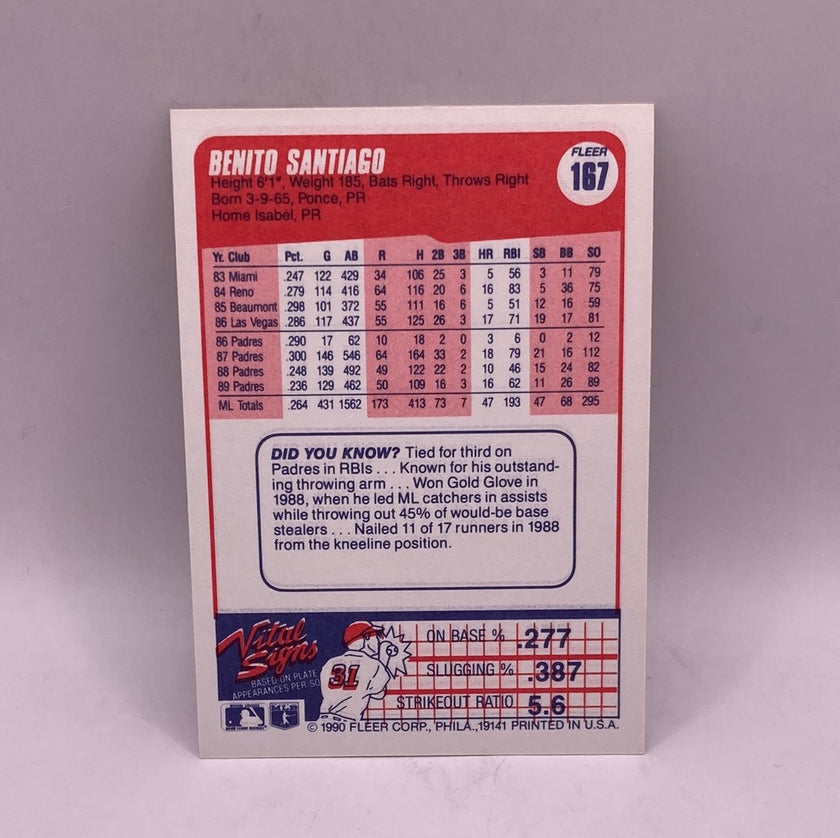 BENITO SANTIAGO
FLEER
167
Height 6'1", Weight 185, Bats Right, Throws Right
Born 3-9-65, Ponce, PR
Home Isabel, PR
Yr. Club Pct. G AB R H 2B 3B HR RBI SB BB SO
83 Miami .247 122 429 34 106 25 3 5 56 3 11 79
84 Reno .279 114 416 64 116 20 6 16 83 5 36 75
85 Beaumont .298 101 372 55 111 16 6 5 51 12 16 59
86 Las Vegas .286 117 437 55 125 26 3 17 71 19 17 81
86 Padres .290 17 62 10 18 2 0 3 6 0 2 12
87 Padres .300 146 546 64 164 33 2 18 79 21 16 112
88 Padres .248 139 492 49 122 22 2 10 46 15 24 82
89 Padres .236 129 462 50 109 16 3 16 62 11 26 89
ML Totals .264 431 1562 173 413 73 7 47 193 47 68 295
DID YOU KNOW? Tied for third on
Padres in RBIs . . . Known for his outstand-
ing throwing arm . . . Won Gold Glove in
1988, when he led ML catchers in assists
while throwing out 45% of would-be base
stealers . . . Nailed 11 of 17 runners in 1988
from the kneeline position.
Vital
Signs
BASED ON PLATE
APPEARANCES PER SO
31
ON BASE % .277
SLUGGING % .387
STRIKEOUT RATIO 5.6
© 1990 FLEER CORP., PHILA., 19141 PRINTED IN U.S.A.